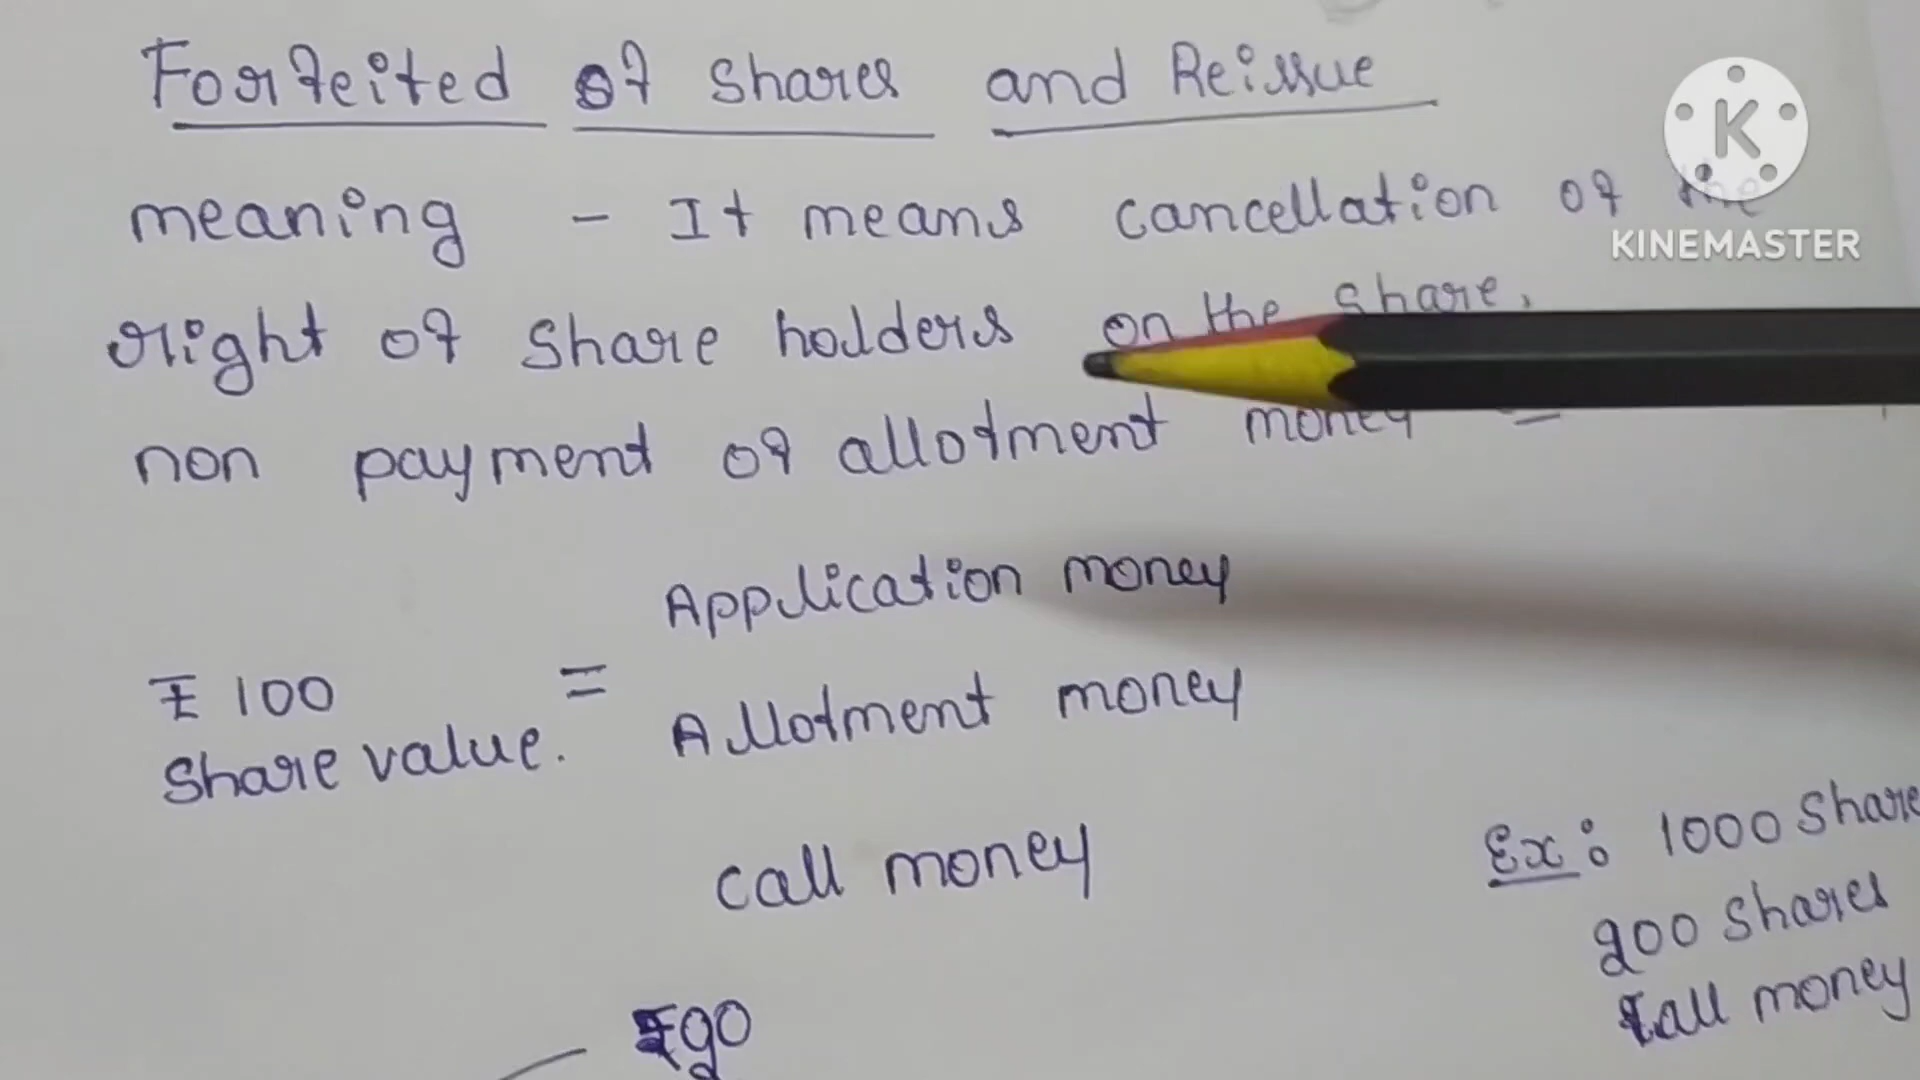 Forfeited of shares and Reissue
meaning - It means cancellation of the
right of share holders on the share,
non payment of allotment money
Application money
₹ 100 =
Share value.
Allotment money
call money
Ex: 1000 Share
200 shares
call money
₹90
K
KINEMASTER